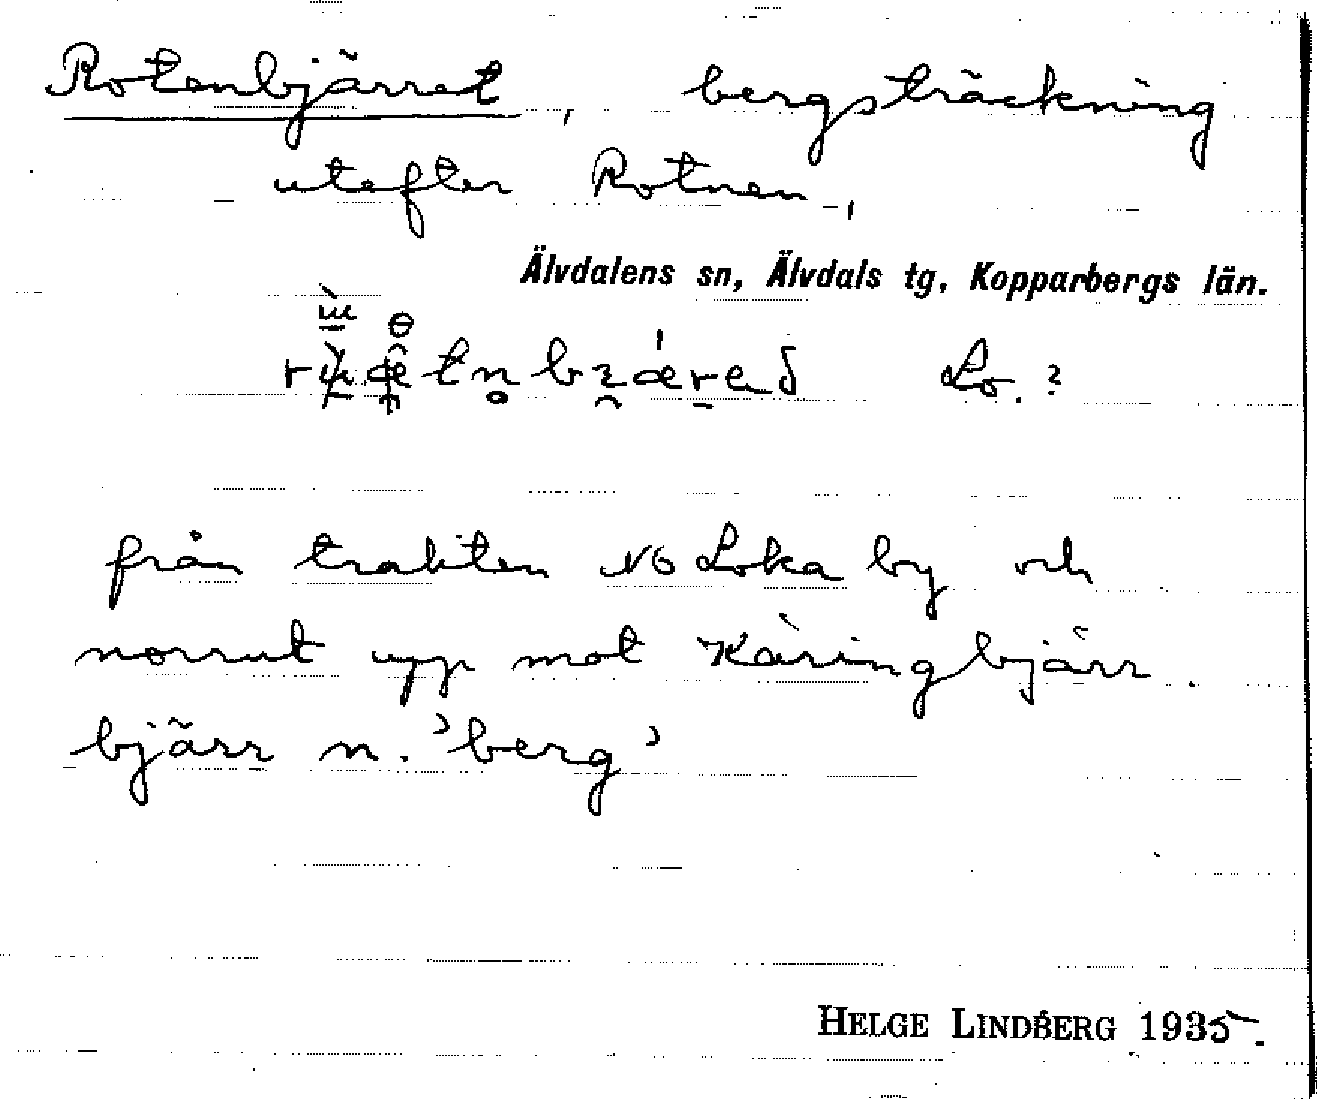 Rotenbjärret, bergsträckning
utefter Rotnen,
Älvdalens sn, Älvdals tg, Kopparbergs län.
Lo. ?
från trakten NO Loka by och
norrut upp mot Käringbjärr.
bjärr n. 'berg'
HELGE LINDBERG 1935.